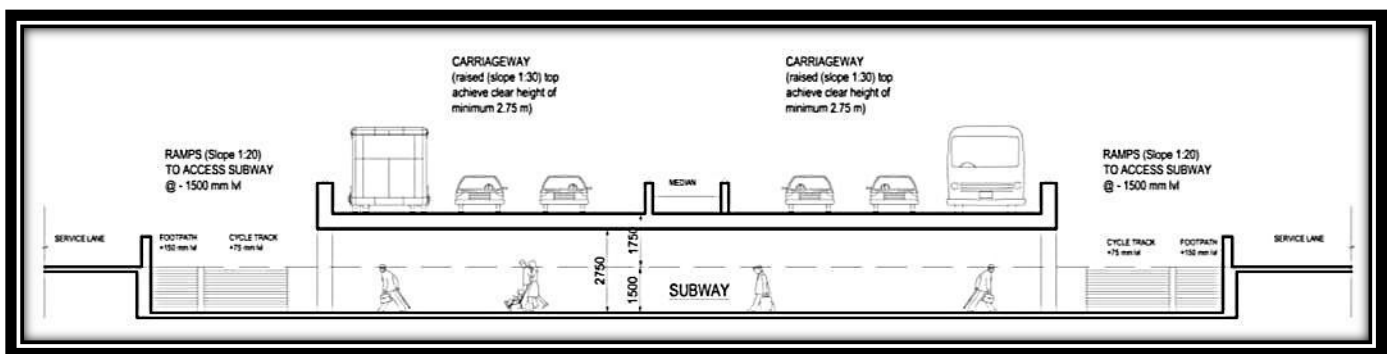 CARRIAGEWAY
(raised (slope 1:30) top
achieve clear height of
minimum 2.75 m)
CARRIAGEWAY
(raised (slope 1:30) top
achieve clear height of
minimum 2.75 m)
RAMPS (Slope 1:20)
TO ACCESS SUBWAY
@ - 1500 mm lvl
RAMPS (Slope 1:20)
TO ACCESS SUBWAY
@ - 1500 mm lvl
MEDIAN
SERVICE LANE
FOOTPATH
+150 mm lvl
CYCLE TRACK
+75 mm lvl
2750
1750
1500
SUBWAY
CYCLE TRACK
+75 mm lvl
FOOTPATH
+150 mm lvl
SERVICE LANE